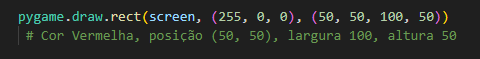 pygame.draw.rect(screen, (255, 0, 0), (50, 50, 100, 50))
# Cor Vermelha, posição (50, 50), largura 100, altura 50